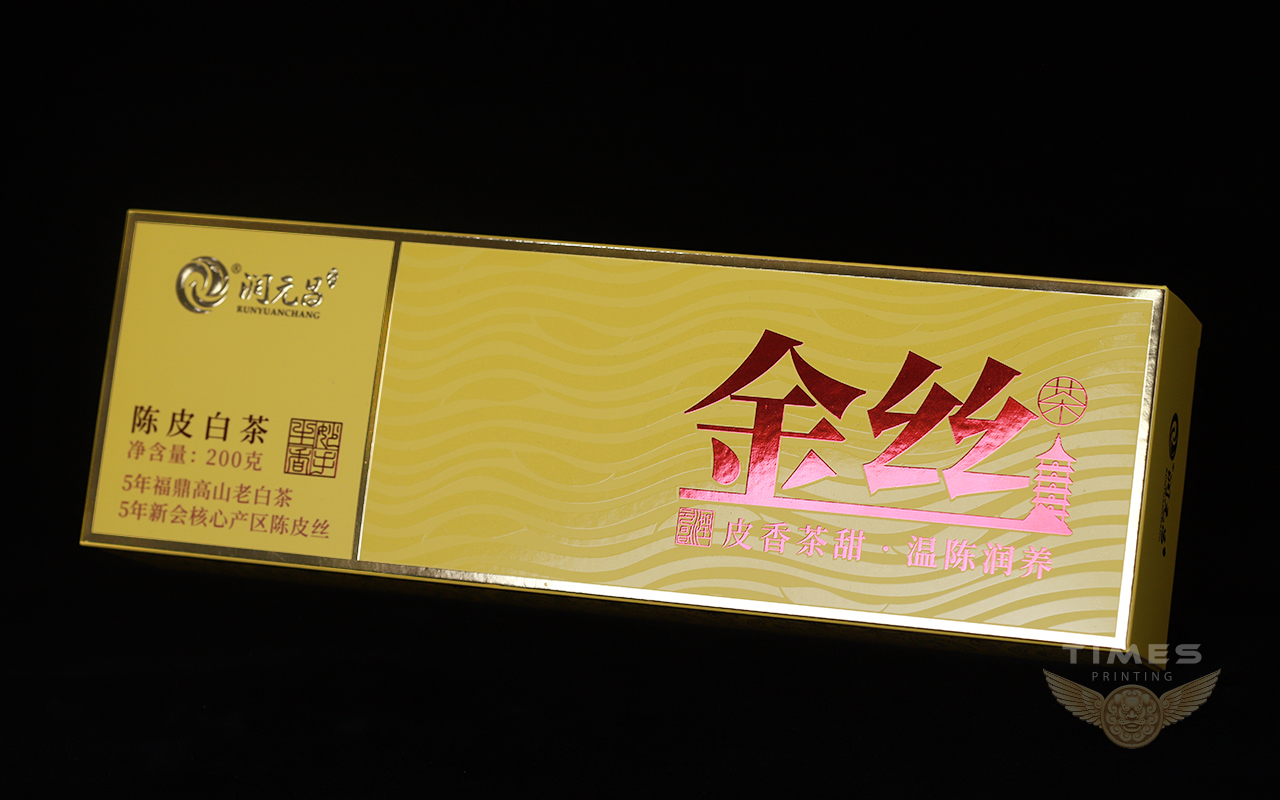 润元昌
RUNYUANCHANG
陈皮白茶
净含量：200克
5年福鼎高山老白茶
5年新会核心产区陈皮丝
金丝
茶
皮香茶甜·温陈润养
TIMES
PRINTING